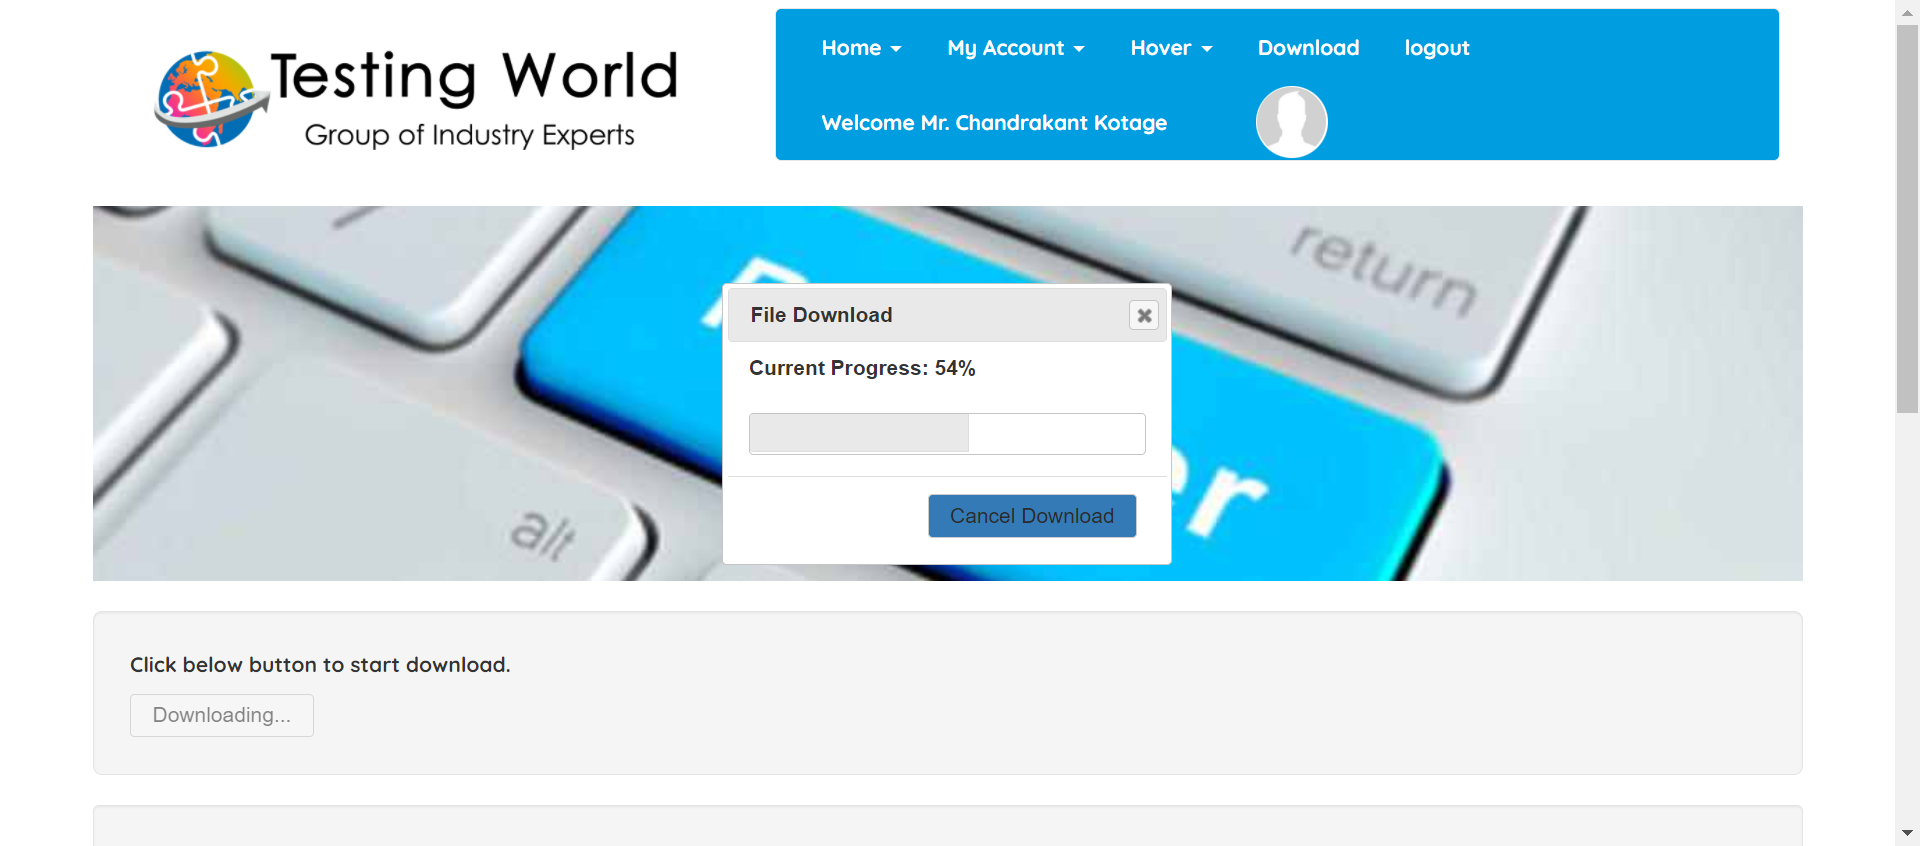 Testing World
Group of Industry Experts
Home
My Account
Hover
Download
logout
Welcome Mr. Chandrakant Kotage
return
File Download
Current Progress: 54%
Cancel Download
er
alt
Click below button to start download.
Downloading...